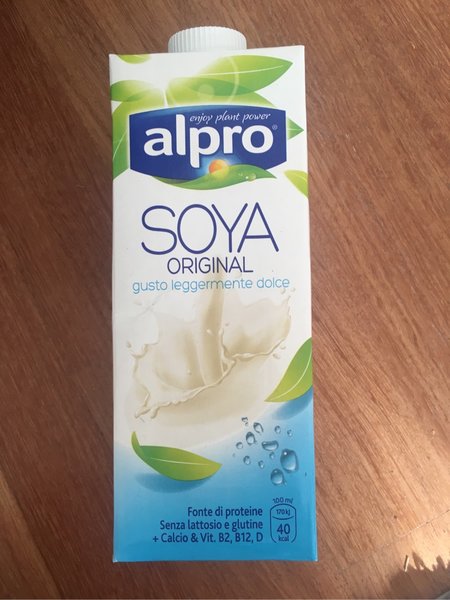 enjoy plant power
alpro®
SOYA
ORIGINAL
gusto leggermente dolce
Fonte di proteine
Senza lattosio e glutine
+ Calcio & Vit. B2, B12, D
100 ml
170 kJ
40
kcal